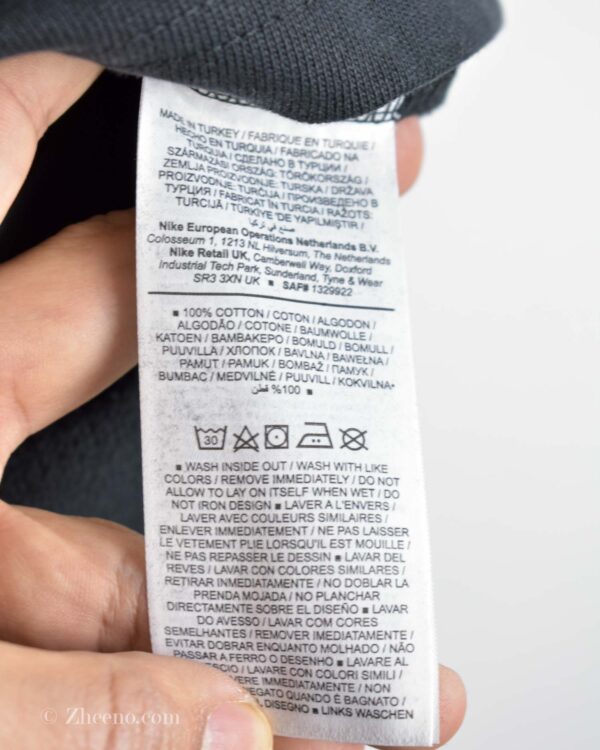 MADE IN TURKEY / FABRIQUE EN TURQUIE /
HECHO EN TURQUIA / FABRICADO NA
TURQUIA / СДЕЛАНО В ТУРЦИИ /
SZÁRMAZÁSI ORSZÁG: TÖRÖKORSZÁG /
ZEMLJA PROIZVODNJE: TURSKA / DRŽAVA
PROIZVODNJE: TURČIJA / ПРОИЗВЕДЕНО В
ТУРЦИЯ / FABRICAT ÎN TURCIA / RAŽOTS:
TURCIJĀ / TÜRKIYE 'DE YAPILMIŞTIR /
صنع في تركيا
Nike European Operations Netherlands B.V.
Colosseum 1, 1213 NL Hilversum, The Netherlands
Nike Retail UK, Camberwell Way, Doxford
Industrial Tech Park, Sunderland, Tyne & Wear
SR3 3XN UK ■ SAF# 1329922
■ 100% COTTON / COTON / ALGODON /
ALGODÃO / COTONE / BAUMWOLLE /
KATOEN / ΒΑΜΒΑΚΕΡΟ / BOMULD / BOMULL /
PUUVILLA / ХЛОПОК / BAVLNA / BAWEŁNA /
PAMUT / PAMUK / BOMBAŽ / ПАМУК /
BUMBAC / MEDVILNĖ / PUUVILL / KOKVILNA•
■ %100 قطن
30
■ WASH INSIDE OUT / WASH WITH LIKE
COLORS / REMOVE IMMEDIATELY / DO NOT
ALLOW TO LAY ON ITSELF WHEN WET / DO
NOT IRON DESIGN ■ LAVER A L'ENVERS /
LAVER AVEC COULEURS SIMILAIRES /
ENLEVER IMMEDIATEMENT / NE PAS LAISSER
LE VETEMENT PLIE LORSQU'IL EST MOUILLE /
NE PAS REPASSER LE DESSIN ■ LAVAR DEL
REVES / LAVAR CON COLORES SIMILARES /
RETIRAR INMEDIATAMENTE / NO DOBLAR LA
PRENDA MOJADA / NO PLANCHAR
DIRECTAMENTE SOBRE EL DISEÑO ■ LAVAR
DO AVESSO / LAVAR COM CORES
SEMELHANTES / REMOVER IMEDIATAMENTE /
EVITAR DOBRAR ENQUANTO MOLHADO / NÃO
PASSAR A FERRO O DESENHO ■ LAVARE AL
/ LAVARE CON COLORI SIMILI /
IMMEDIATAMENTE / NON
QUANDO È BAGNATO /
DISEGNO ■ LINKS WASCHEN
© Zheeno.com